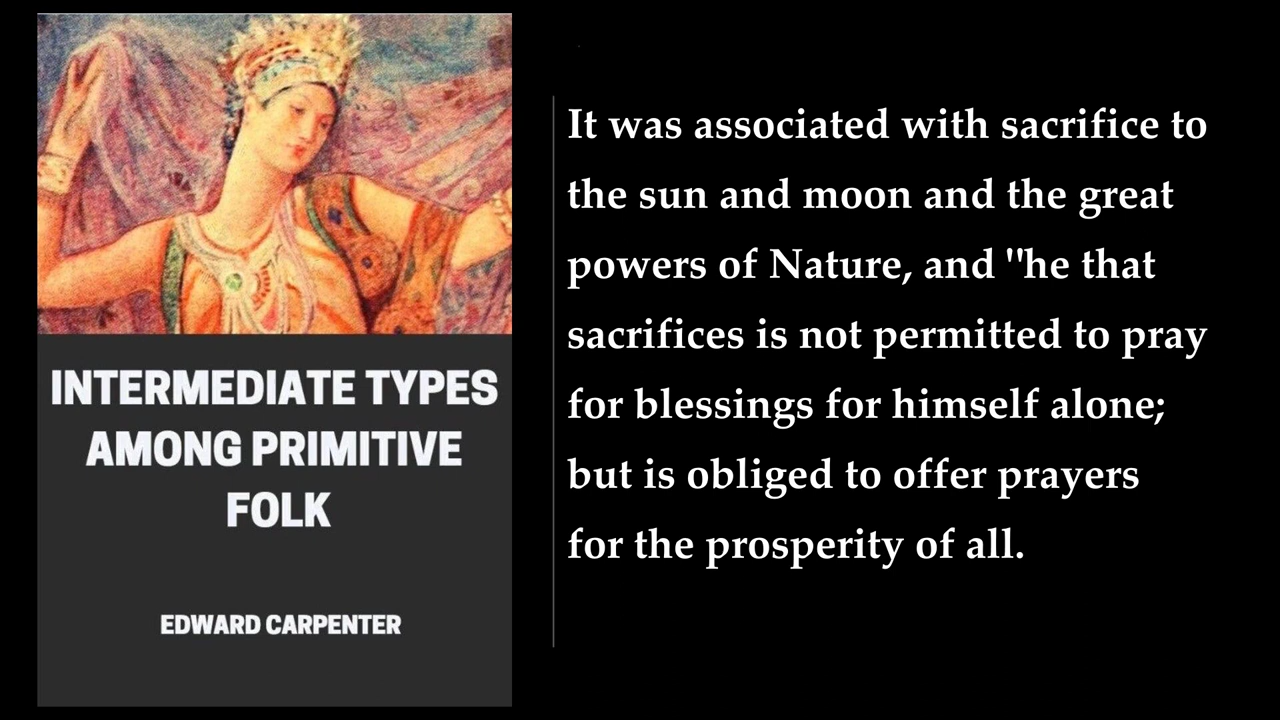 INTERMEDIATE TYPES
AMONG PRIMITIVE
FOLK
EDWARD CARPENTER
It was associated with sacrifice to
the sun and moon and the great
powers of Nature, and "he that
sacrifices is not permitted to pray
for blessings for himself alone;
but is obliged to offer prayers
for the prosperity of all.